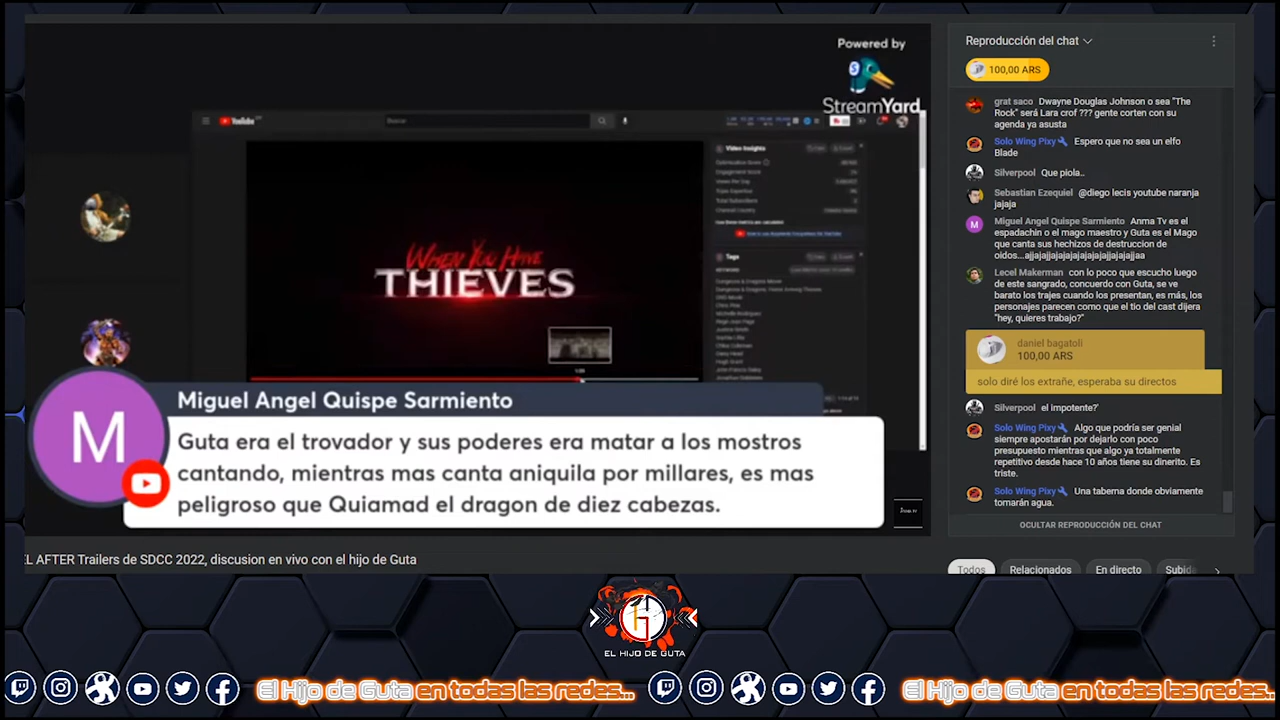 Powered by
StreamYard
YouTube
Buscar
Video Insights
Tags
WHEN YOU HAVE
THIEVES
Miguel Angel Quispe Sarmiento
Guta era el trovador y sus poderes era matar a los mostros
cantando, mientras mas canta aniquila por millares, es mas
peligroso que Quiamad el dragon de diez cabezas.
EL AFTER Trailers de SDCC 2022, discusion en vivo con el hijo de Guta
Reproducción del chat
100,00 ARS
grat saco Dwayne Douglas Johnson o sea "The
Rock" será Lara crof ??? gente corten con su
agenda ya asusta
Solo Wing Pixy Espero que no sea un elfo
Blade
Silverpool Que piola..
Sebastian Ezequiel @diego lecis youtube naranja
jajaja
Miguel Angel Quispe Sarmiento Anma Tv es el
espadachin o el mago maestro y Guta es el Mago
que canta sus hechizos de destruccion de
oidos...ajjajajjajajajajjajajajjaa
Lecel Makerman con lo poco que escucho luego
de este sangrado, concuerdo con Guta, se ve
barato los trajes cuando los presentan, es más, los
personajes parecen como que el tio del cast dijera
"hey, quieres trabajo?"
daniel bagatoli
100,00 ARS
solo diré los extrañe, esperaba su directos
Silverpool el impotente?'
Solo Wing Pixy Algo que podría ser genial
siempre apostarán por dejarlo con poco
presupuesto mientras que algo ya totalmente
repetitivo desde hace 10 años tiene su dinerito. Es
triste.
Solo Wing Pixy Una taberna donde obviamente
tomarán agua.
OCULTAR REPRODUCCIÓN DEL CHAT
Todos Relacionados En directo Subid
EL HIJO DE GUTA
El Hijo de Guta en todas las redes... El Hijo de Guta en todas las redes..